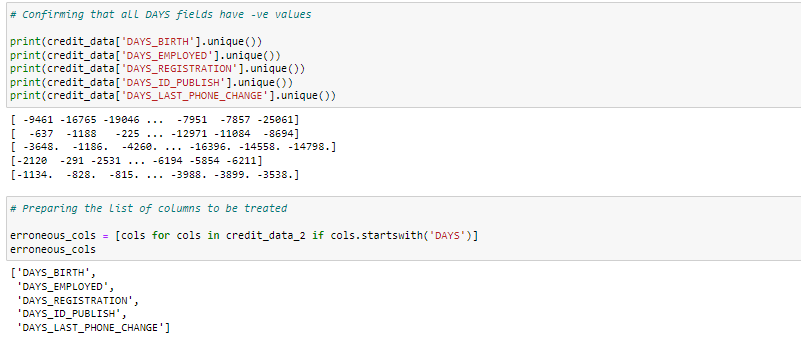 # Confirming that all DAYS fields have -ve values
print(credit_data['DAYS_BIRTH'].unique())
print(credit_data['DAYS_EMPLOYED'].unique())
print(credit_data['DAYS_REGISTRATION'].unique())
print(credit_data['DAYS_ID_PUBLISH'].unique())
print(credit_data['DAYS_LAST_PHONE_CHANGE'].unique())
[ -9461 -16765 -19046 ...  -7951  -7857 -25061]
[  -637  -1188   -225 ... -12971 -11084  -8694]
[ -3648.  -1186.  -4260. ... -16396. -14558. -14798.]
[-2120  -291 -2531 ... -6194 -5854 -6211]
[-1134.  -828.  -815. ... -3988. -3899. -3538.]
# Preparing the list of columns to be treated
erroneous_cols = [cols for cols in credit_data_2 if cols.startswith('DAYS')]
erroneous_cols
['DAYS_BIRTH',
 'DAYS_EMPLOYED',
 'DAYS_REGISTRATION',
 'DAYS_ID_PUBLISH',
 'DAYS_LAST_PHONE_CHANGE']